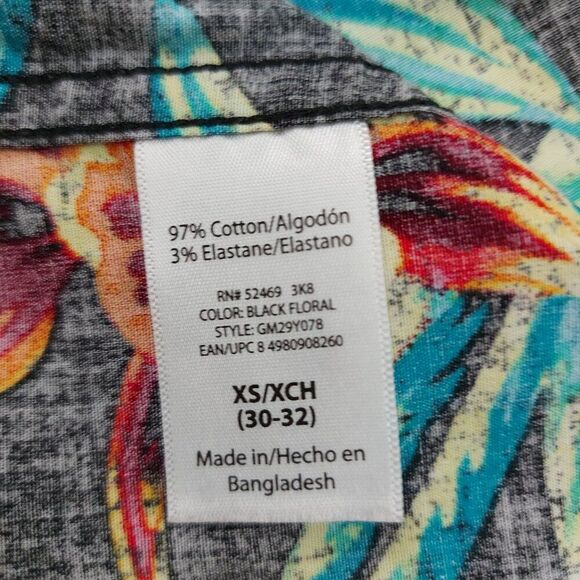 97% Cotton/Algodón
3% Elastane/Elastano
RN# 52469 3K8
COLOR: BLACK FLORAL
STYLE: GM29Y078
EAN/UPC 8 4980908260
XS/XCH
(30-32)
Made in/Hecho en
Bangladesh